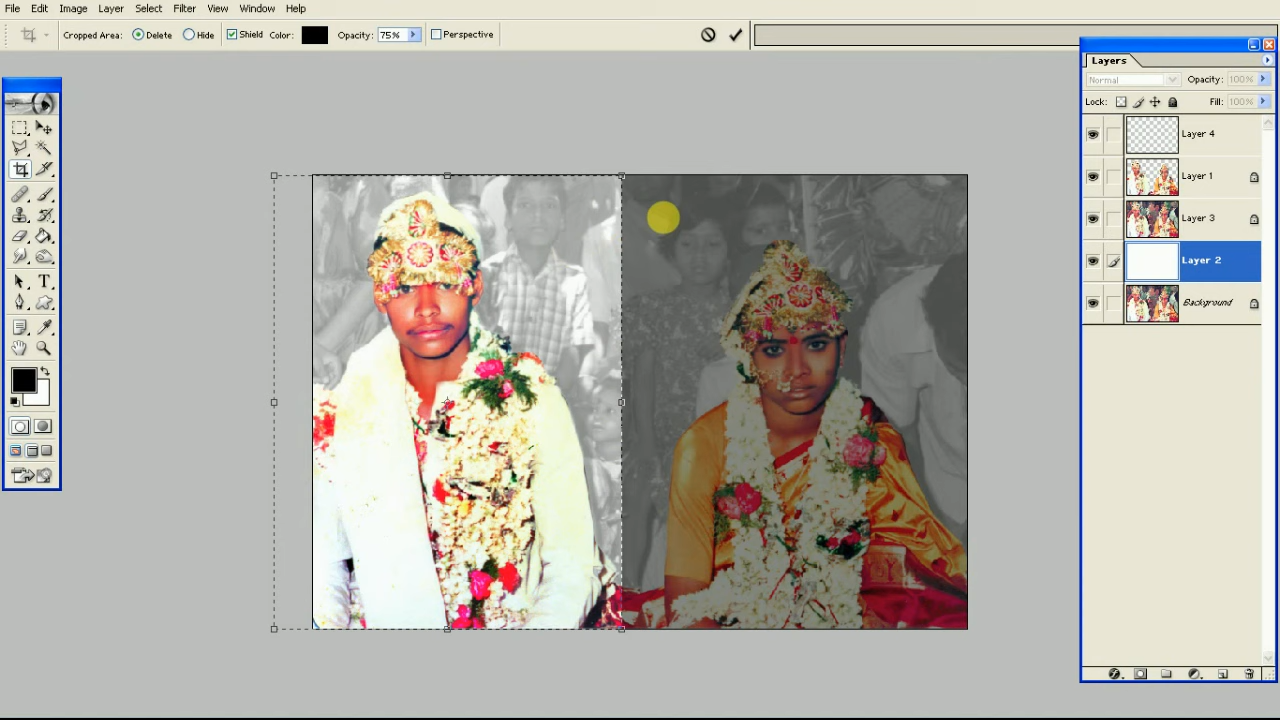 File Edit Image Layer Select Filter View Window Help
Cropped Area: Delete Hide Shield Color: Opacity: 75% Perspective
Layers
Normal Opacity: 100%
Lock: Fill: 100%
Layer 4
Layer 1
Layer 3
Layer 2
Background